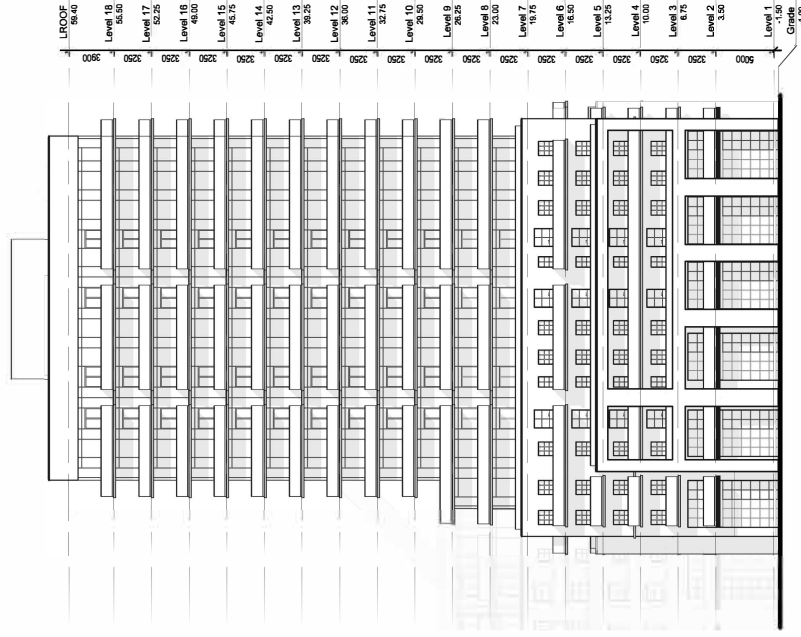 LROOF
59.40
3900
Level 18
55.50
3250
Level 17
52.25
3250
Level 16
49.00
3250
Level 15
45.75
3250
Level 14
42.50
3250
Level 13
39.25
3250
Level 12
36.00
3250
Level 11
32.75
3250
Level 10
29.50
3250
Level 9
26.25
3250
Level 8
23.00
3250
Level 7
19.75
3250
Level 6
16.50
3250
Level 5
13.25
3250
Level 4
10.00
3250
Level 3
6.75
3250
Level 2
3.50
5000
Level 1
-1.50
Grade